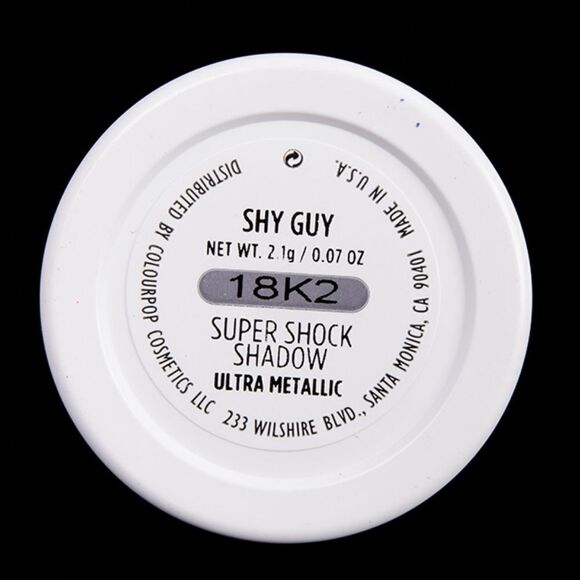 SHY GUY
NET WT. 2.1g / 0.07 OZ
18K2
SUPER SHOCK
SHADOW
ULTRA METALLIC
DISTRIBUTED BY COLOURPOP COSMETICS LLC 233 WILSHIRE BLVD., SANTA MONICA, CA 90401 MADE IN U.S.A.